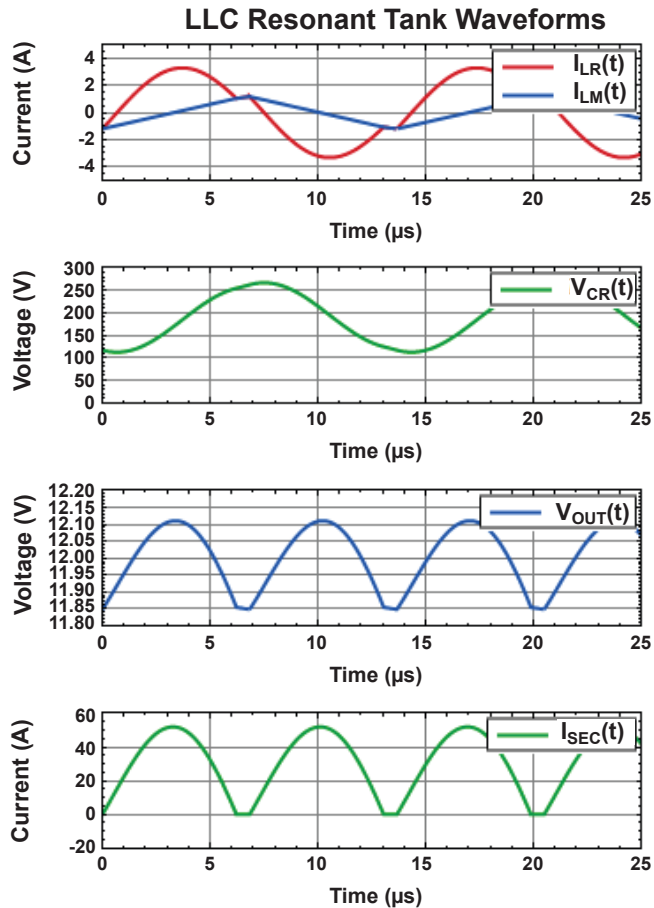 LLC Resonant Tank Waveforms
Current (A)
4
2
0
-2
-4
I_LR(t)
I_LM(t)
0 5 10 15 20 25
Time (µs)
Voltage (V)
300
250
200
150
100
50
0
V_CR(t)
0 5 10 15 20 25
Time (µs)
Voltage (V)
12.20
12.10
12.05
12.00
11.95
11.90
11.85
11.80
V_OUT(t)
0 5 10 15 20 25
Time (µs)
Current (A)
60
40
20
0
-20
I_SEC(t)
0 5 10 15 20 25
Time (µs)